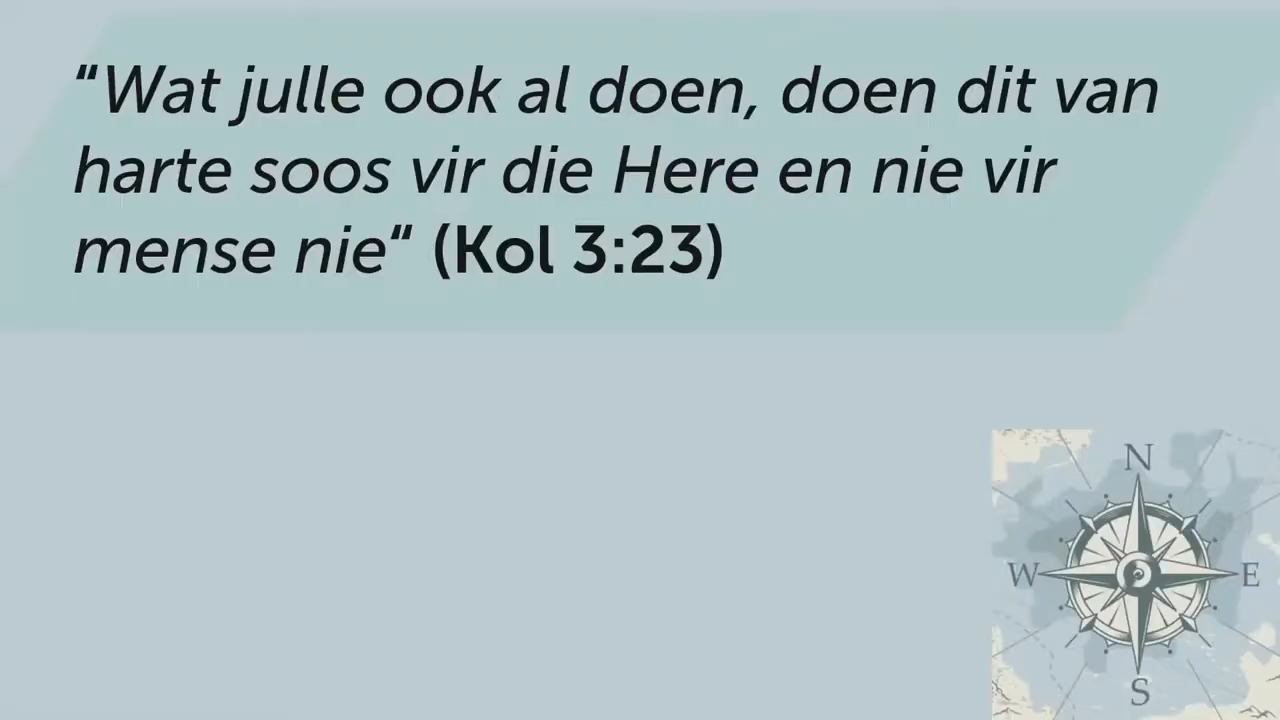 “Wat julle ook al doen, doen dit van
harte soos vir die Here en nie vir
mense nie“ (Kol 3:23)
N
W E
S